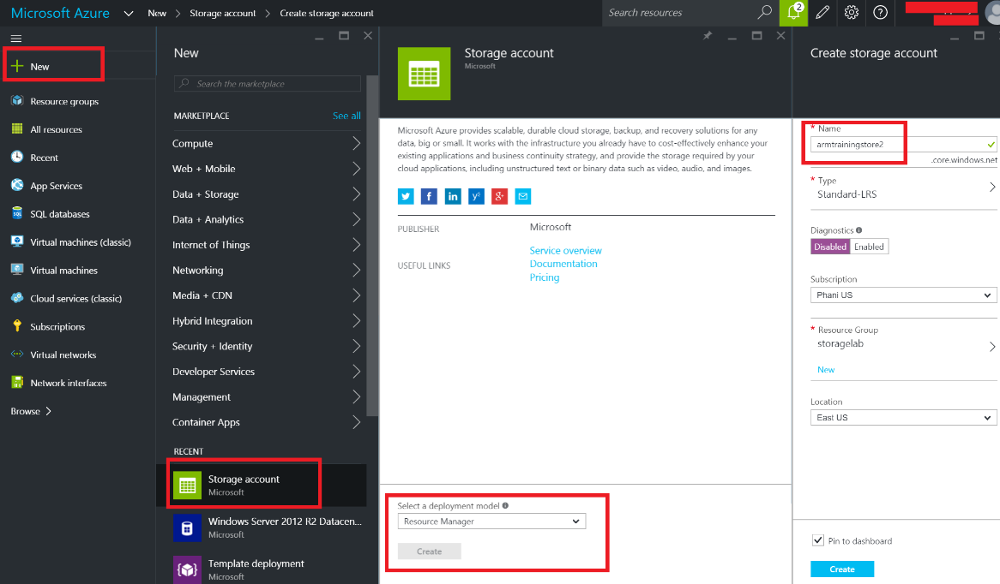 Microsoft Azure
New > Storage account > Create storage account
Search resources
2
New
Resource groups
All resources
Recent
App Services
SQL databases
Virtual machines (classic)
Virtual machines
Cloud services (classic)
Subscriptions
Virtual networks
Network interfaces
Browse >
New
Search the marketplace
MARKETPLACE See all
Compute
Web + Mobile
Data + Storage
Data + Analytics
Internet of Things
Networking
Media + CDN
Hybrid Integration
Security + Identity
Developer Services
Management
Container Apps
RECENT
Storage account
Microsoft
Windows Server 2012 R2 Datacen...
Microsoft
Template deployment
Microsoft
Storage account
Microsoft
Microsoft Azure provides scalable, durable cloud storage, backup, and recovery solutions for any
data, big or small. It works with the infrastructure you already have to cost-effectively enhance your
existing applications and business continuity strategy, and provide the storage required by your
cloud applications, including unstructured text or binary data such as video, audio, and images.
PUBLISHER Microsoft
USEFUL LINKS
Service overview
Documentation
Pricing
Select a deployment model
Resource Manager
Create
Create storage account
* Name
armtrainingstore2
.core.windows.net
* Type
Standard-LRS
Diagnostics
Disabled Enabled
Subscription
Phani US
* Resource Group
storagelab
New
Location
East US
Pin to dashboard
Create